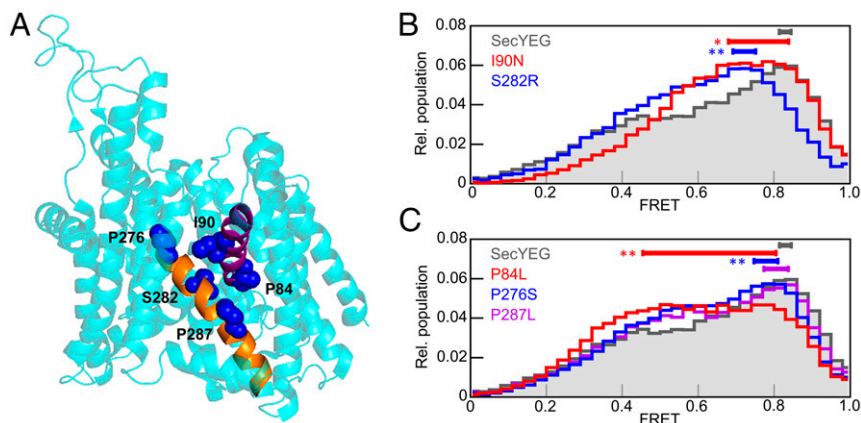 A
I90
P276
P84
S282
P287
B
0.08
SecYEG
I90N
S282R
*
**
0.06
0.04
0.02
0
Rel. population
0
0.2
0.4
0.6
0.8
1.0
FRET
C
0.08
SecYEG
P84L
P276S
P287L
**
**
0.06
0.04
0.02
0
Rel. population
0
0.2
0.4
0.6
0.8
1.0
FRET